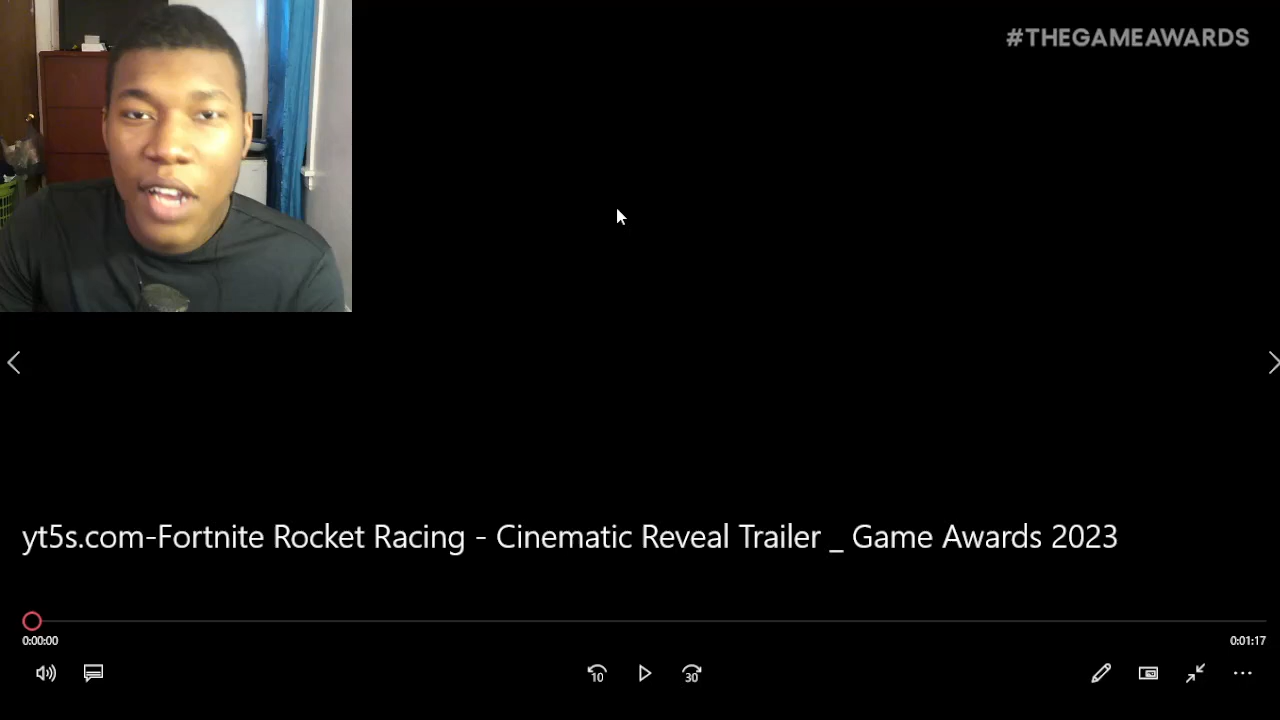 #THEGAMEAWARDS
yt5s.com-Fortnite Rocket Racing - Cinematic Reveal Trailer _ Game Awards 2023
0:00:00
0:01:17
10
30